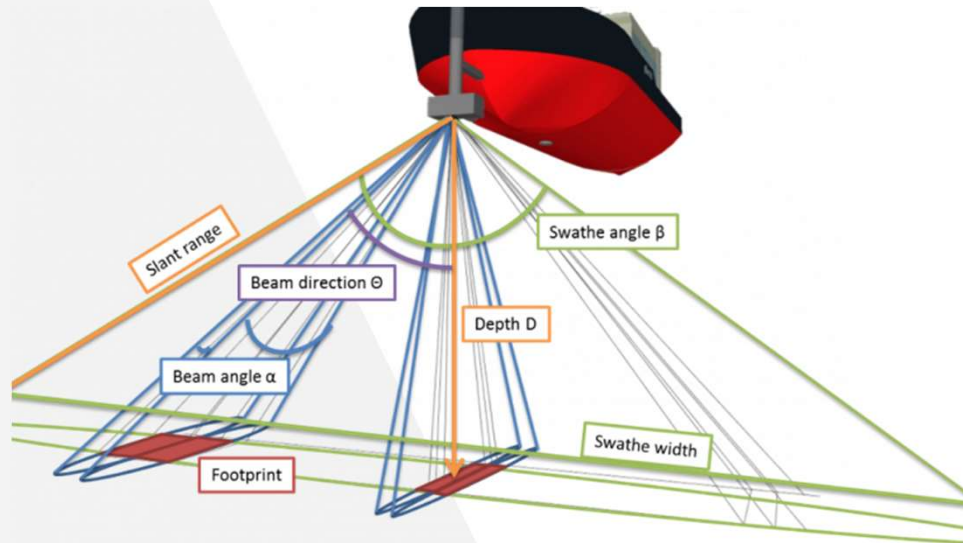 Slant range
Swathe angle β
Beam direction Θ
Depth D
Beam angle α
Swathe width
Footprint